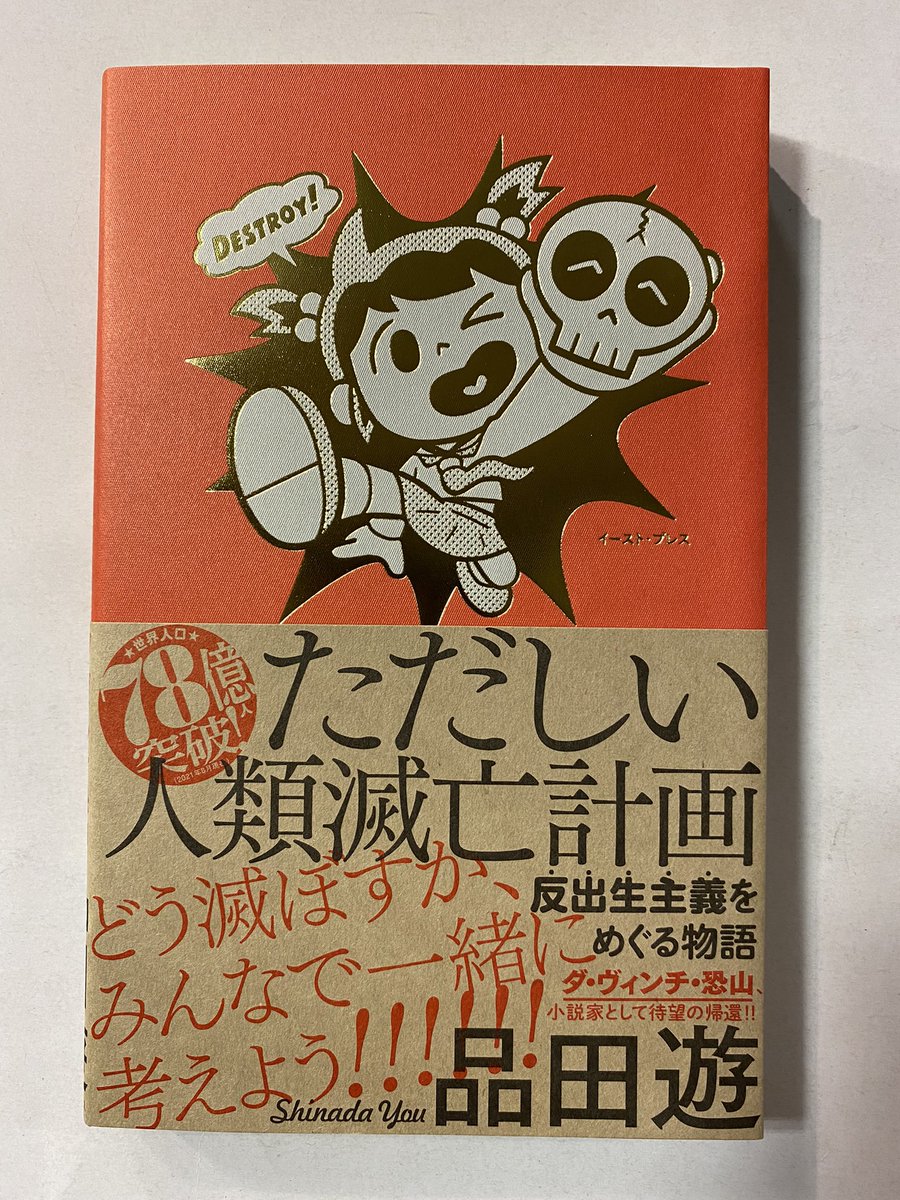 DESTROY!
イースト・プレス
★世界人口★
78億人
突破!
(2021年8月現在)
ただしい
人類滅亡計画
反出生主義を
めぐる物語
どう滅ぼすか、
みんなで一緒に
考えよう!!!!!!
ダ・ヴィンチ・恐山、
小説家として待望の帰還!!
Shinada You
品田遊